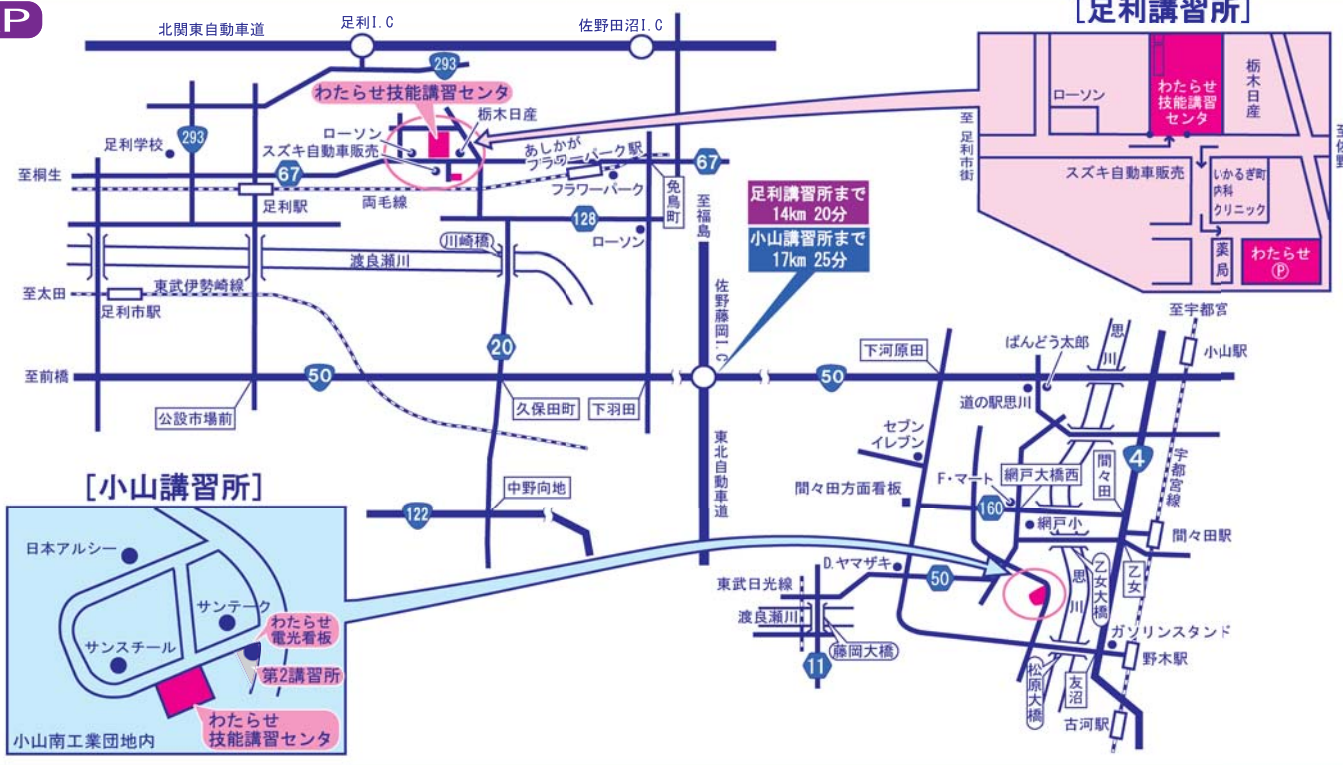 P
北関東自動車道
足利I.C
佐野田沼I.C
[足利講習所]
293
わたらせ技能講習センタ
栃木日産
ローソン
スズキ自動車販売
足利学校
293
至桐生
67
足利駅
両毛線
あしかが
フラワーパーク駅
フラワーパーク
67
免鳥町
至福島
128
ローソン
川崎橋
渡良瀬川
至太田
東武伊勢崎線
足利市駅
足利講習所まで
14km 20分
小山講習所まで
17km 25分
佐野藤岡I.C
至 足利市街
ローソン
わたらせ
技能講習
センタ
栃木日産
至佐野
スズキ自動車販売
いかるぎ町
内科
クリニック
薬局
わたらせ
P
至前橋
50
20
公設市場前
久保田町
下羽田
50
下河原田
ばんどう太郎
思川
至宇都宮
小山駅
道の駅思川
セブン
イレブン
F・マート
網戸大橋西
間々田
4
宇都宮線
間々田方面看板
160
網戸小
間々田駅
東北自動車道
中野向地
122
D.ヤマザキ
50
東武日光線
渡良瀬川
藤岡大橋
11
思川
乙女大橋
乙女
ガソリンスタンド
野木駅
松原大橋
友沼
古河駅
[小山講習所]
日本アルシー
サンテーク
サンスチール
わたらせ
電光看板
第2講習所
わたらせ
技能講習センタ
小山南工業団地内